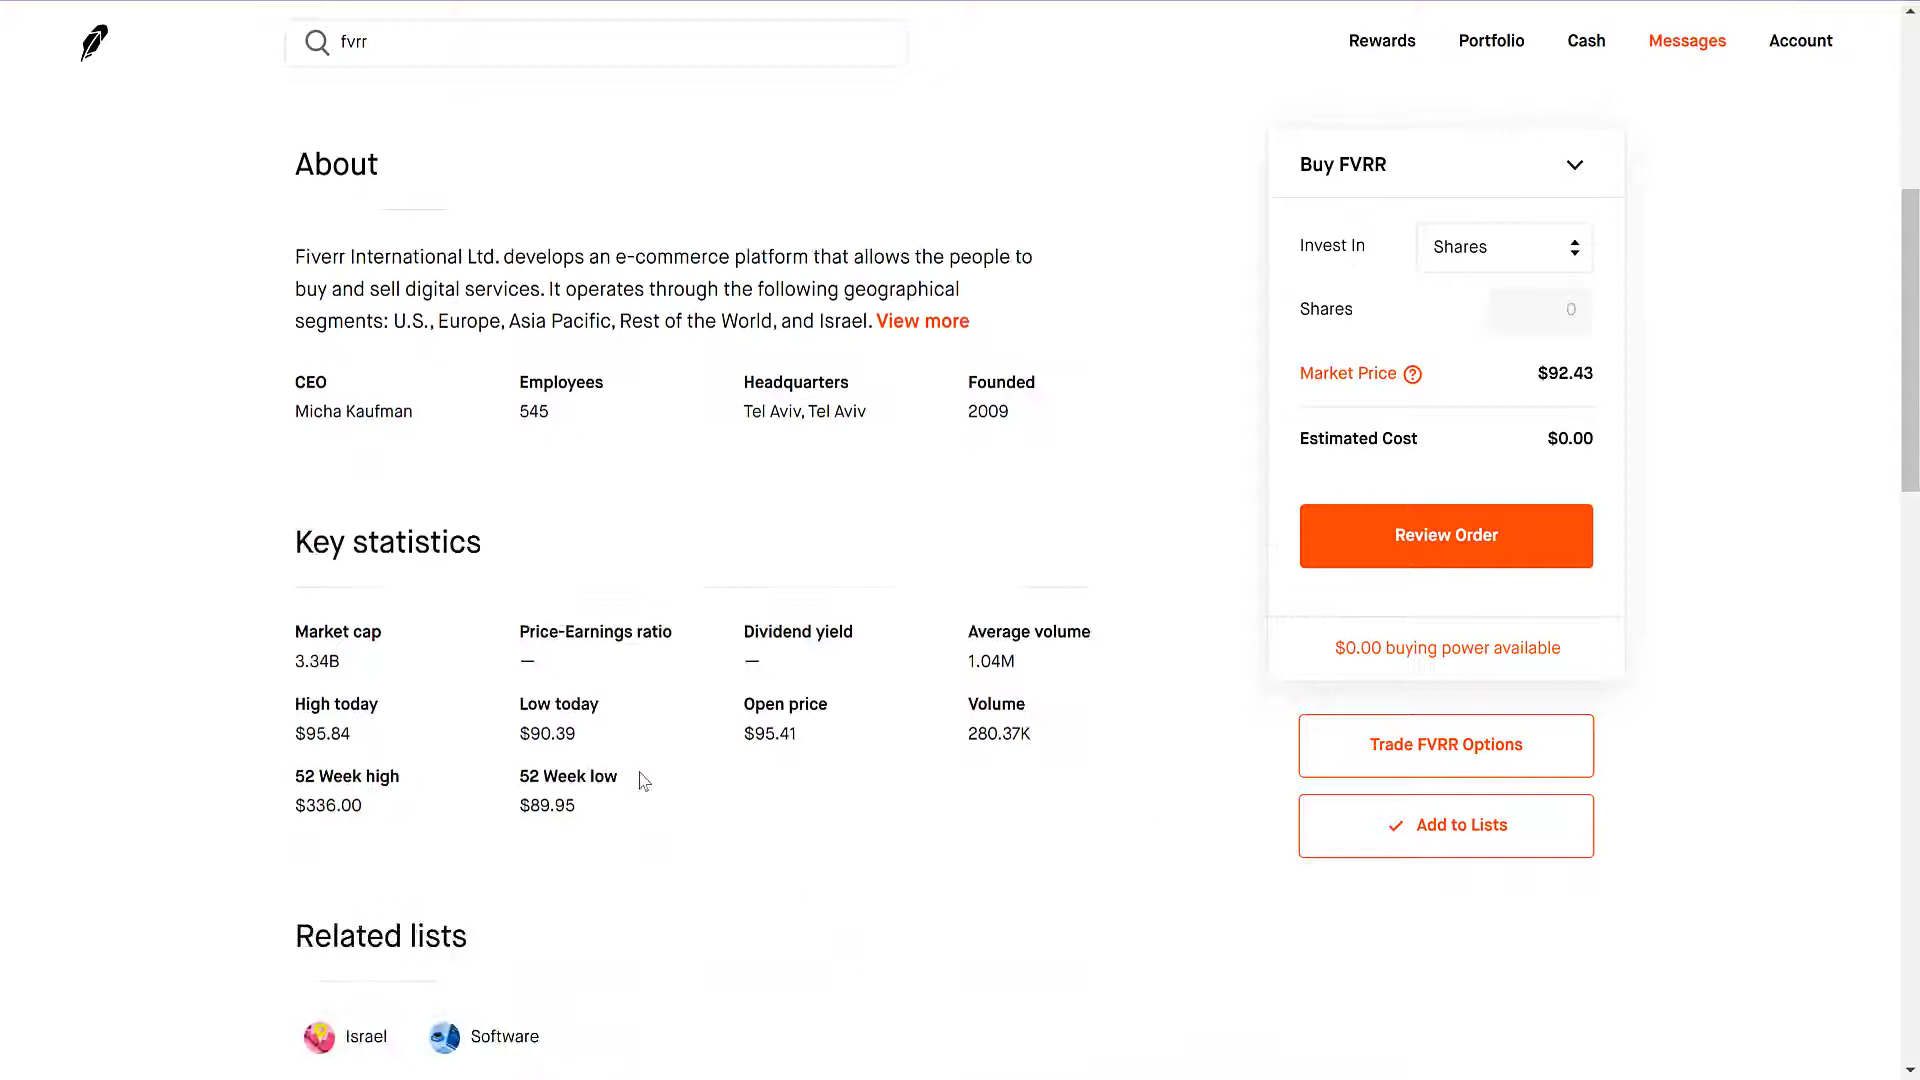 fvrr
Rewards Portfolio Cash Messages Account
About
Fiverr International Ltd. develops an e-commerce platform that allows the people to
buy and sell digital services. It operates through the following geographical
segments: U.S., Europe, Asia Pacific, Rest of the World, and Israel. View more
CEO Employees Headquarters Founded
Micha Kaufman 545 Tel Aviv, Tel Aviv 2009
Key statistics
Market cap Price-Earnings ratio Dividend yield Average volume
3.34B — — 1.04M
High today Low today Open price Volume
$95.84 $90.39 $95.41 280.37K
52 Week high 52 Week low
$336.00 $89.95
Related lists
Israel Software
Buy FVRR
Invest In Shares
Shares 0
Market Price ? $92.43
Estimated Cost $0.00
Review Order
$0.00 buying power available
Trade FVRR Options
Add to Lists